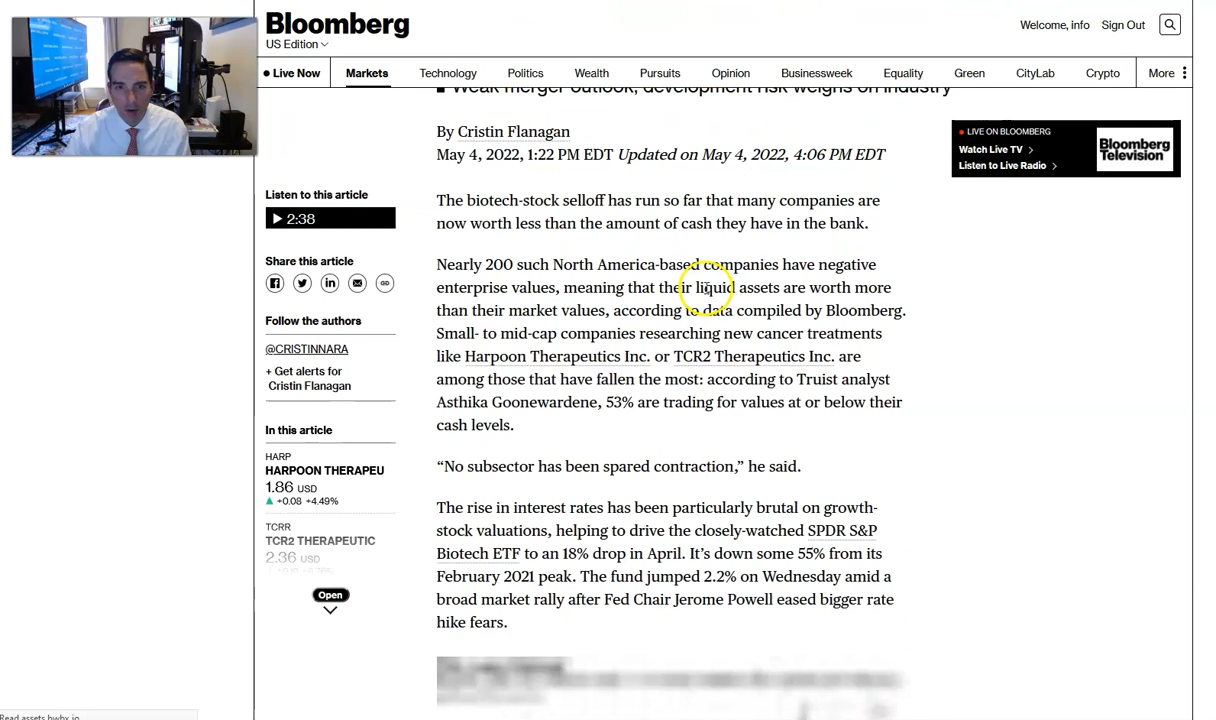 Bloomberg
US Edition
Welcome, info
Sign Out
Live Now
Markets
Technology
Politics
Wealth
Pursuits
Opinion
Businessweek
Equality
Green
CityLab
Crypto
More
Weak merger outlook, development risk weighs on industry
By Cristin Flanagan
May 4, 2022, 1:22 PM EDT Updated on May 4, 2022, 4:06 PM EDT
LIVE ON BLOOMBERG
Watch Live TV
Listen to Live Radio
Bloomberg
Television
Listen to this article
2:38
Share this article
Follow the authors
@CRISTINNARA
+ Get alerts for
Cristin Flanagan
In this article
HARP
HARPOON THERAPEU
1.86 USD
+0.08 +4.49%
TCRR
TCR2 THERAPEUTIC
2.36 USD
Open
The biotech-stock selloff has run so far that many companies are
now worth less than the amount of cash they have in the bank.
Nearly 200 such North America-based companies have negative
enterprise values, meaning that their liquid assets are worth more
than their market values, according to data compiled by Bloomberg.
Small- to mid-cap companies researching new cancer treatments
like Harpoon Therapeutics Inc. or TCR2 Therapeutics Inc. are
among those that have fallen the most: according to Truist analyst
Asthika Goonewardene, 53% are trading for values at or below their
cash levels.
“No subsector has been spared contraction,” he said.
The rise in interest rates has been particularly brutal on growth-
stock valuations, helping to drive the closely-watched SPDR S&P
Biotech ETF to an 18% drop in April. It’s down some 55% from its
February 2021 peak. The fund jumped 2.2% on Wednesday amid a
broad market rally after Fed Chair Jerome Powell eased bigger rate
hike fears.